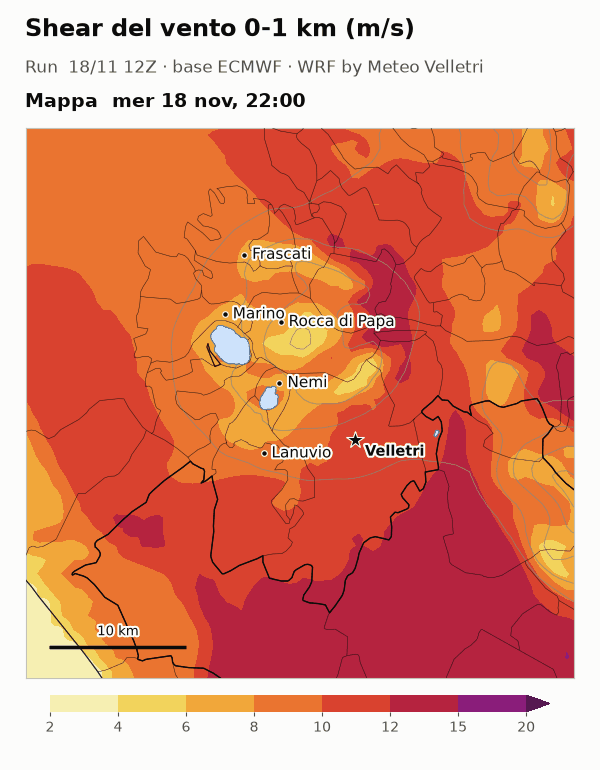 Shear del vento 0-1 km (m/s)
Run  18/11 12Z · base ECMWF · WRF by Meteo Velletri
Mappa  mer 18 nov, 22:00
Frascati
Marino
Rocca di Papa
Nemi
Velletri
Lanuvio
10 km
2 4 6 8 10 12 15 20